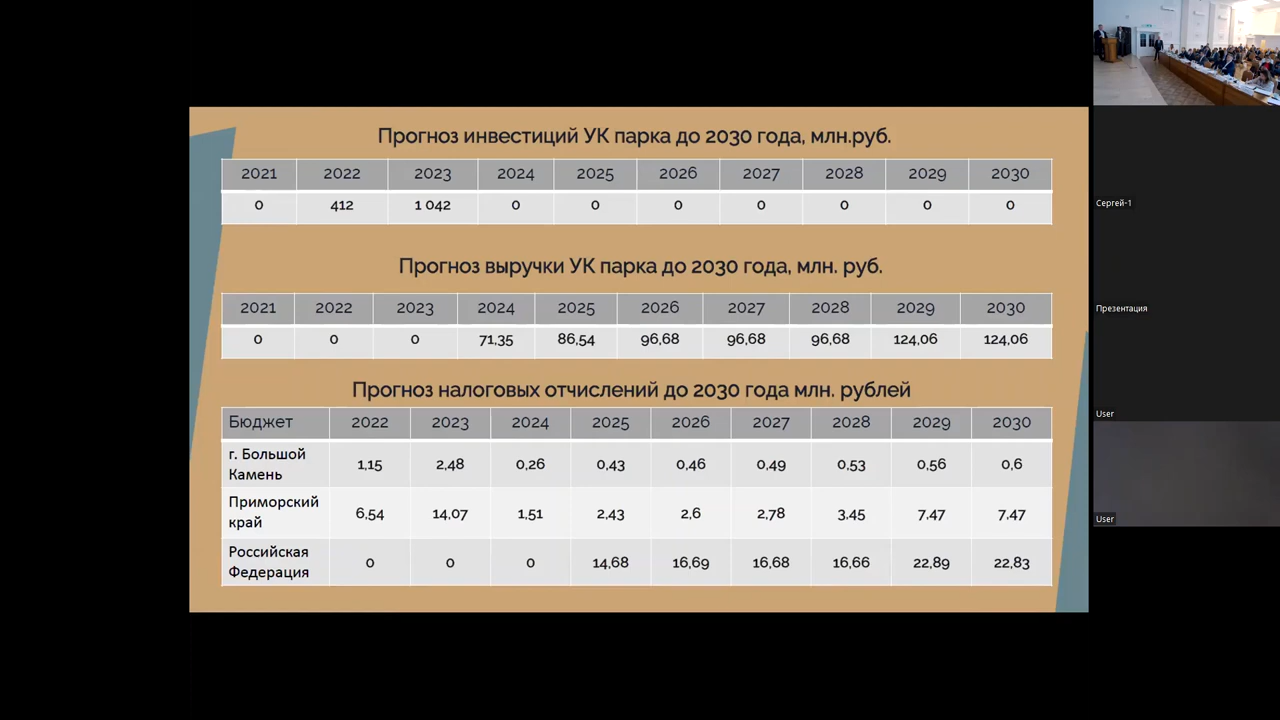 Прогноз инвестиций УК парка до 2030 года, млн.руб.
2021 2022 2023 2024 2025 2026 2027 2028 2029 2030
0 412 1 042 0 0 0 0 0 0 0
Прогноз выручки УК парка до 2030 года, млн. руб.
2021 2022 2023 2024 2025 2026 2027 2028 2029 2030
0 0 0 71,35 86,54 96,68 96,68 96,68 124,06 124,06
Прогноз налоговых отчислений до 2030 года млн. рублей
Бюджет 2022 2023 2024 2025 2026 2027 2028 2029 2030
г. Большой
Камень 1,15 2,48 0,26 0,43 0,46 0,49 0,53 0,56 0,6
Приморский
край 6,54 14,07 1,51 2,43 2,6 2,78 3,45 7,47 7,47
Российская
Федерация 0 0 0 14,68 16,69 16,68 16,66 22,89 22,83
Сергей-1
Презентация
User
User